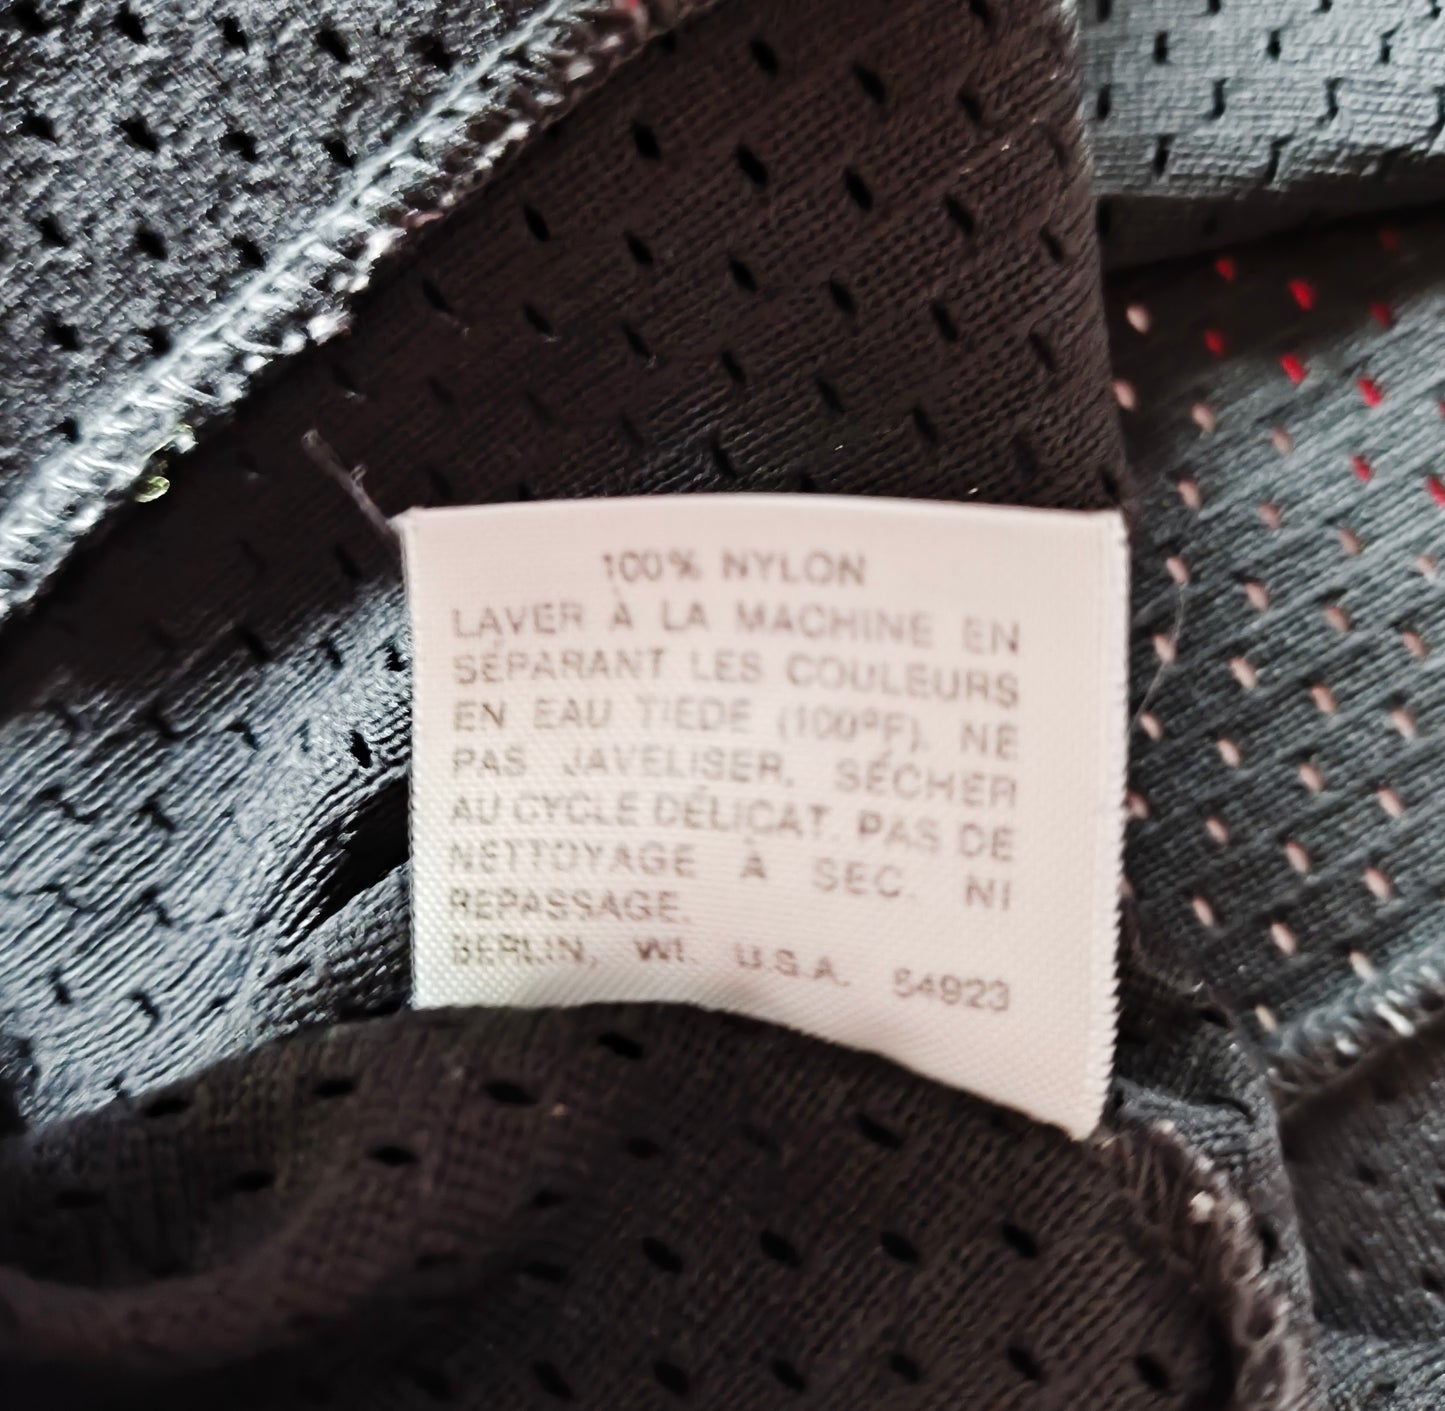 100% NYLON
LAVER À LA MACHINE EN
SÉPARANT LES COULEURS
EN EAU TIEDE (100ºF). NE
PAS JAVELISER. SÉCHER
AU CYCLE DÉLICAT. PAS DE
NETTOYAGE À SEC. NI
REPASSAGE.
BERLIN, WI. U.S.A. 54923